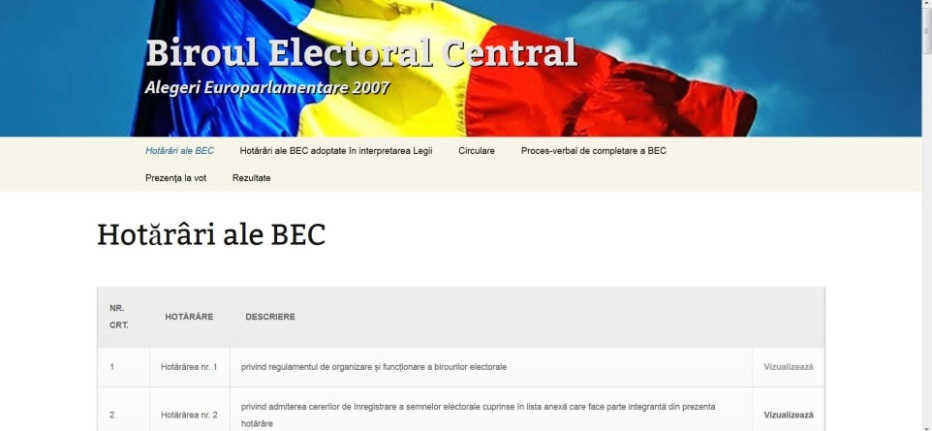 Biroul Electoral Central
Alegeri Europarlamentare 2007
Hotărâri ale BEC   Hotărâri ale BEC adoptate în interpretarea Legii   Circulare   Proces-verbal de completare a BEC
Prezenţa la vot   Rezultate
Hotărâri ale BEC
NR. CRT.   HOTĂRÂRE   DESCRIERE
1   Hotărârea nr. 1   privind regulamentul de organizare și funcționare a birourilor electorale   Vizualizează
2   Hotărârea nr. 2   privind admiterea cererilor de înregistrare a semnelor electorale cuprinse în lista anexă care face parte integrantă din prezenta   Vizualizează
hotărâre